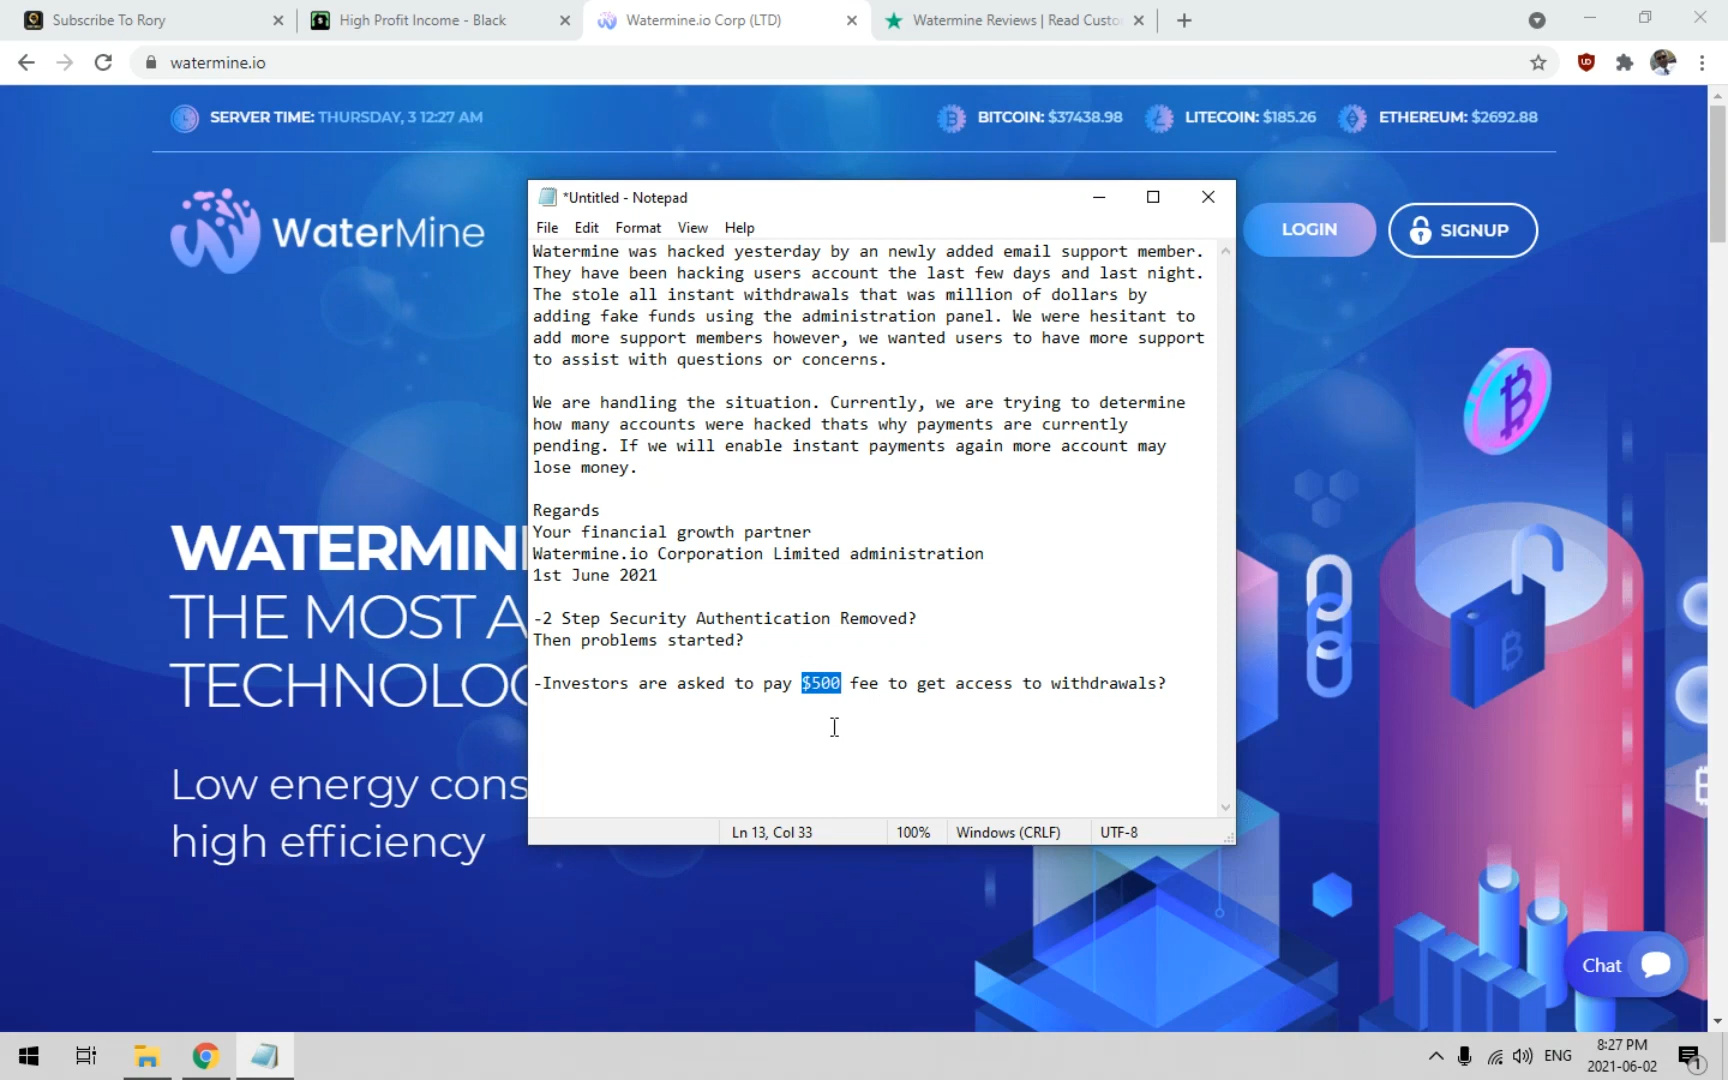 Subscribe To Rory
High Profit Income - Black
Watermine.io Corp (LTD)
Watermine Reviews | Read Custo
watermine.io
SERVER TIME: THURSDAY, 3 12:27 AM
BITCOIN: $37438.98
LITECOIN: $185.26
ETHEREUM: $2692.88
WaterMine
LOGIN
SIGNUP
*Untitled - Notepad
File Edit Format View Help
Watermine was hacked yesterday by an newly added email support member.
They have been hacking users account the last few days and last night.
The stole all instant withdrawals that was million of dollars by
adding fake funds using the administration panel. We were hesitant to
add more support members however, we wanted users to have more support
to assist with questions or concerns.
We are handling the situation. Currently, we are trying to determine
how many accounts were hacked thats why payments are currently
pending. If we will enable instant payments again more account may
lose money.
Regards
Your financial growth partner
Watermine.io Corporation Limited administration
1st June 2021
-2 Step Security Authentication Removed?
Then problems started?
-Investors are asked to pay $500 fee to get access to withdrawals?
Ln 13, Col 33
100%
Windows (CRLF)
UTF-8
WATERMIN
THE MOST A
TECHNOLO
Low energy cons
high efficiency
Chat
ENG
8:27 PM
2021-06-02
1